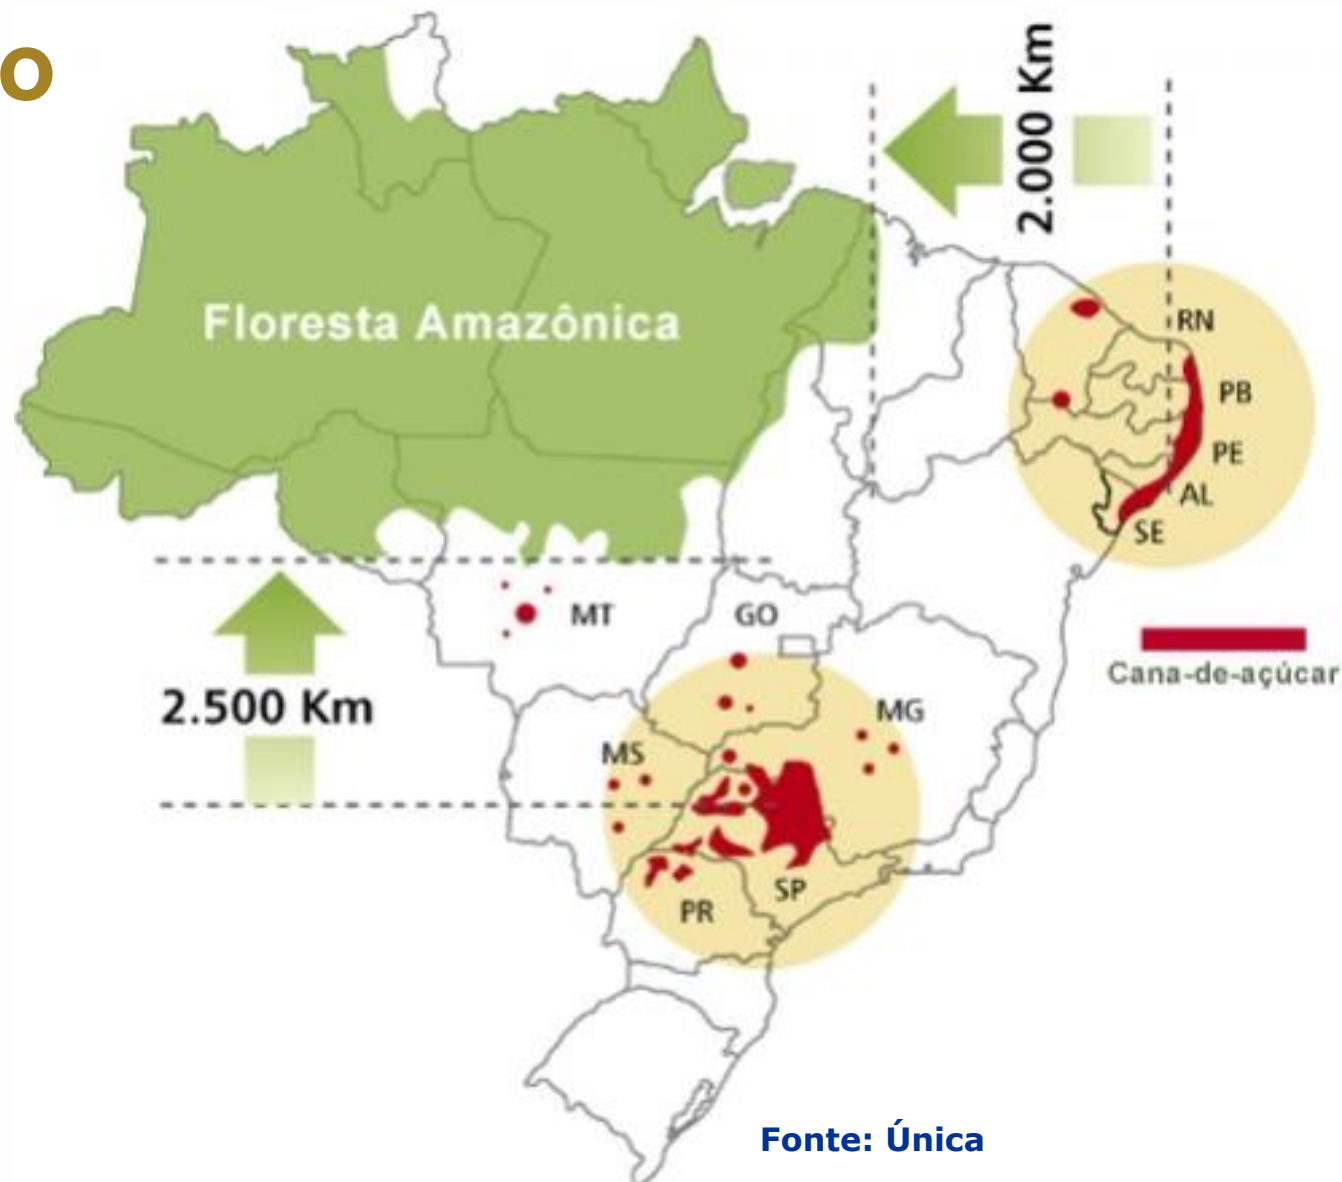 O
2.000 Km
Floresta Amazônica
RN
PB
PE
AL
SE
MT
GO
Cana-de-açúcar
2.500 Km
MG
MS
SP
PR
Fonte: Única